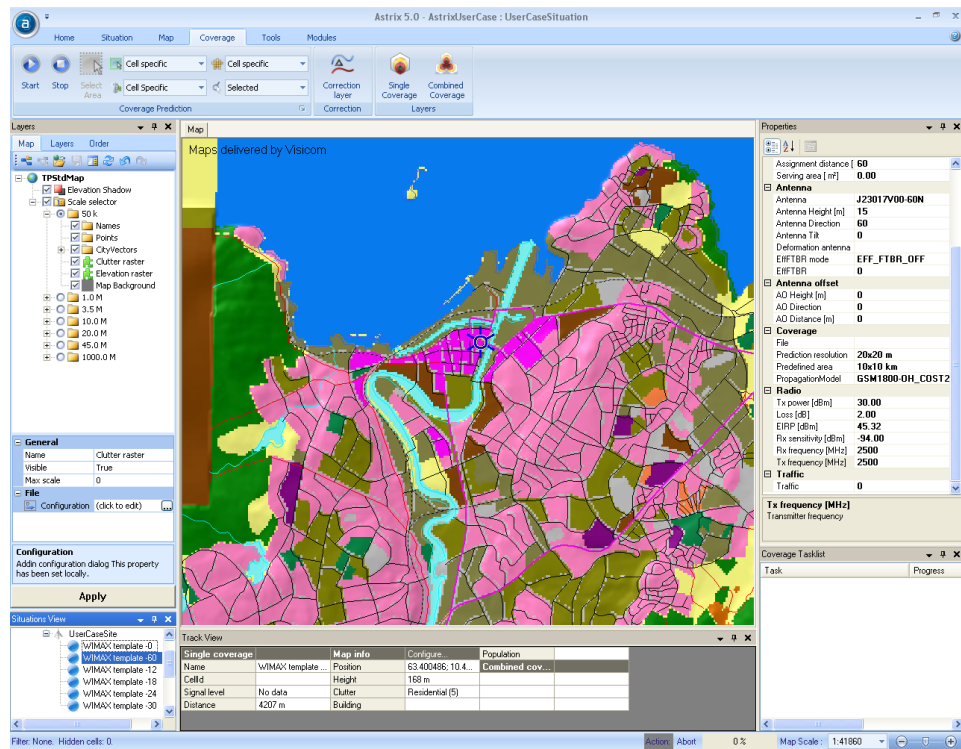 Astrix 5.0 - AstrixUserCase : UserCaseSituation
Home Situation Map Coverage Tools Modules
Start Stop Select Area
Cell specific Cell specific
Cell Specific Selected
Coverage Prediction
Correction layer
Correction
Single Coverage Combined Coverage
Layers
Layers
Map Layers Order
TPStdMap
Elevation Shadow
Scale selector
50 k
Names
Points
CityVectors
Clutter raster
Elevation raster
Map Background
1.0 M
3.5 M
10.0 M
20.0 M
45.0 M
1000.0 M
General
Name Clutter raster
Visible True
Max scale 0
File
Configuration (click to edit) ...
Configuration
Addin configuration dialog This property
has been set locally.
Apply
Situations View
UserCaseSite
WIMAX template -0
WIMAX template -60
WIMAX template -12
WIMAX template -18
WIMAX template -24
WIMAX template -30
Map
Maps delivered by Visicom
Track View
Single coverage Map info Configure... Population
Name WIMAX template ... Position 63.400486; 10.4... Combined cov...
CellId Height 168 m
Signal level No data Clutter Residential (5)
Distance 4207 m Building
Properties
Assignment distance [ 60
Serving area [ m²] 0.00
Antenna
Antenna J23017V00-60N
Antenna Height [m] 15
Antenna Direction 60
Antenna Tilt 0
Deformation antenna
EffFTBR mode EFF_FTBR_OFF
EffFTBR 0
Antenna offset
AO Height [m] 0
AO Direction 0
AO Distance [m] 0
Coverage
File
Prediction resolution 20x20 m
Predefined area 10x10 km
PropagationModel GSM1800-OH_COST2
Radio
Tx power [dBm] 30.00
Loss [dB] 2.00
EIRP [dBm] 45.32
Rx sensitivity [dBm] -94.00
Rx frequency [MHz] 2500
Tx frequency [MHz] 2500
Traffic
Traffic 0
Tx frequency [MHz]
Transmitter frequency
Coverage Tasklist
Task Progress
Filter: None. Hidden cells: 0. Action: Abort 0 % Map Scale : 1:41860